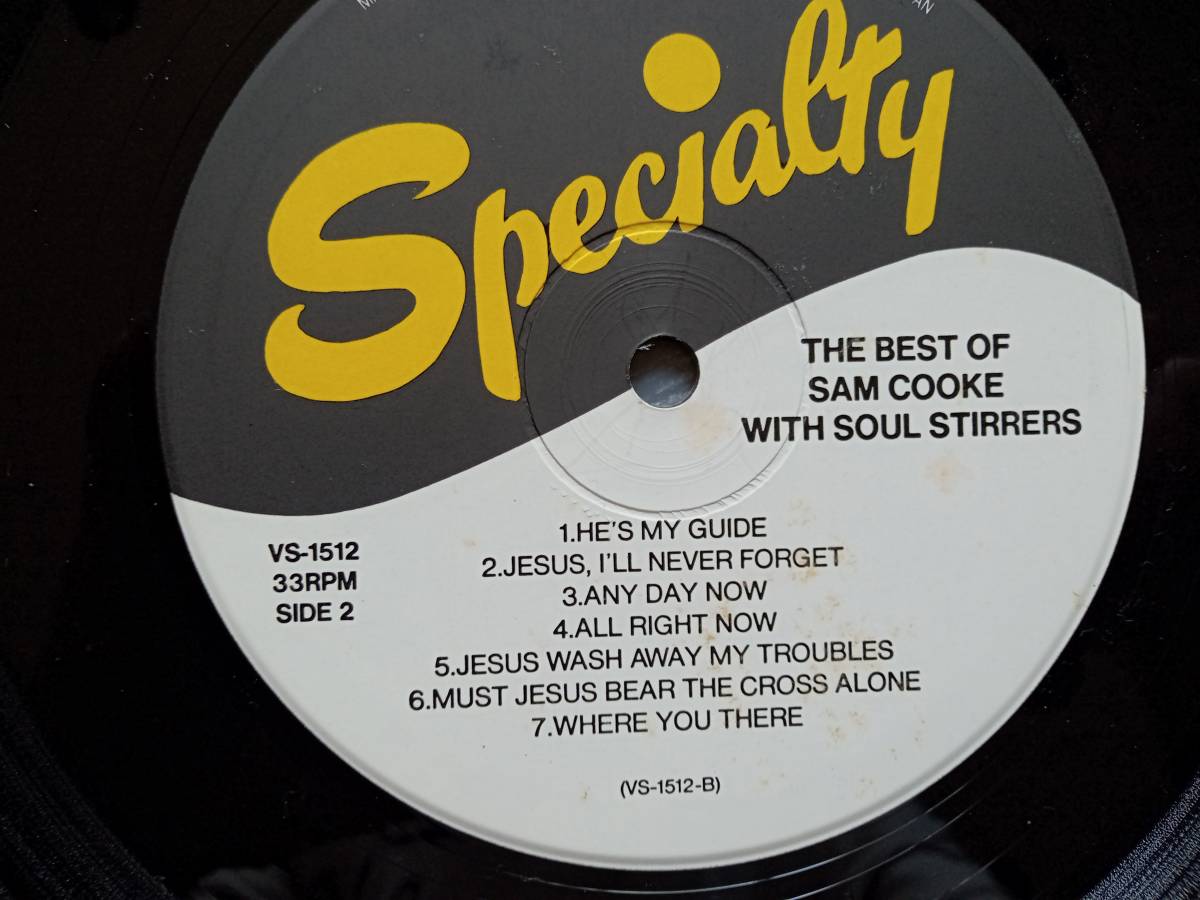 Specialty
THE BEST OF
SAM COOKE
WITH SOUL STIRRERS
VS-1512
33RPM
SIDE 2
1.HE'S MY GUIDE
2.JESUS, I'LL NEVER FORGET
3.ANY DAY NOW
4.ALL RIGHT NOW
5.JESUS WASH AWAY MY TROUBLES
6.MUST JESUS BEAR THE CROSS ALONE
7.WHERE YOU THERE
(VS-1512-B)